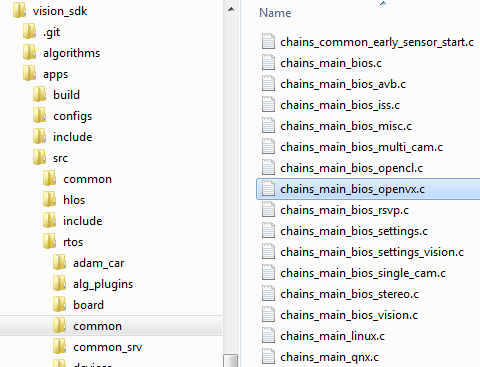 vision_sdk
.git
algorithms
apps
build
configs
include
src
common
hlos
include
rtos
adam_car
alg_plugins
board
common
common_srv
devices
Name
chains_common_early_sensor_start.c
chains_main_bios.c
chains_main_bios_avb.c
chains_main_bios_iss.c
chains_main_bios_misc.c
chains_main_bios_multi_cam.c
chains_main_bios_opencl.c
chains_main_bios_openvx.c
chains_main_bios_rsvp.c
chains_main_bios_settings.c
chains_main_bios_settings_vision.c
chains_main_bios_single_cam.c
chains_main_bios_stereo.c
chains_main_bios_vision.c
chains_main_linux.c
chains_main_qnx.c